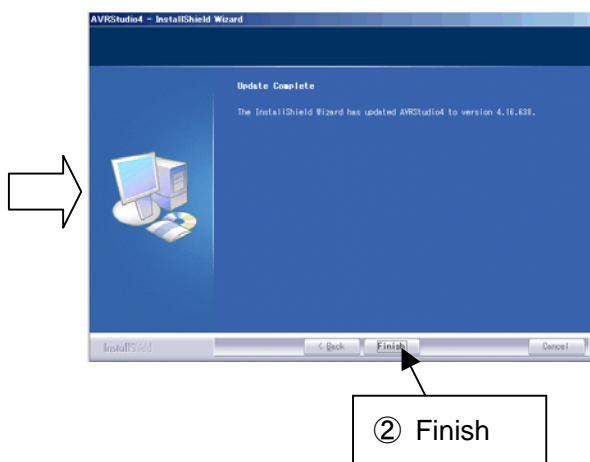 AVRStudio4 - InstallShield Wizard
Update Complete
The InstallShield Wizard has updated AVRStudio4 to version 4.16.638.
InstallShield
< Back
Finish
Cancel
② Finish